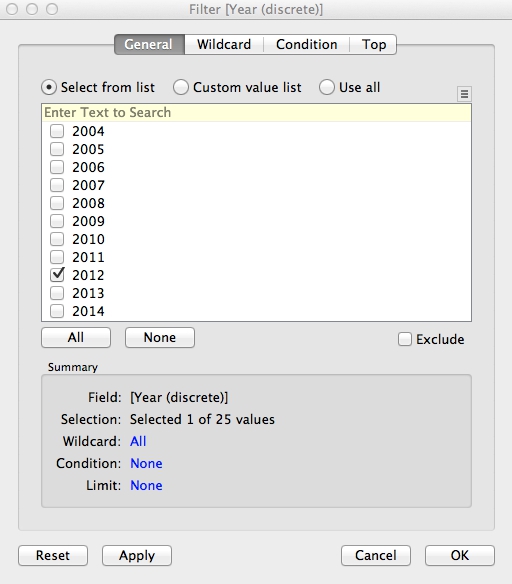 Filter [Year (discrete)]
General Wildcard Condition Top
Select from list Custom value list Use all
Enter Text to Search
2004
2005
2006
2007
2008
2009
2010
2011
2012
2013
2014
All None Exclude
Summary
Field: [Year (discrete)]
Selection: Selected 1 of 25 values
Wildcard: All
Condition: None
Limit: None
Reset Apply Cancel OK